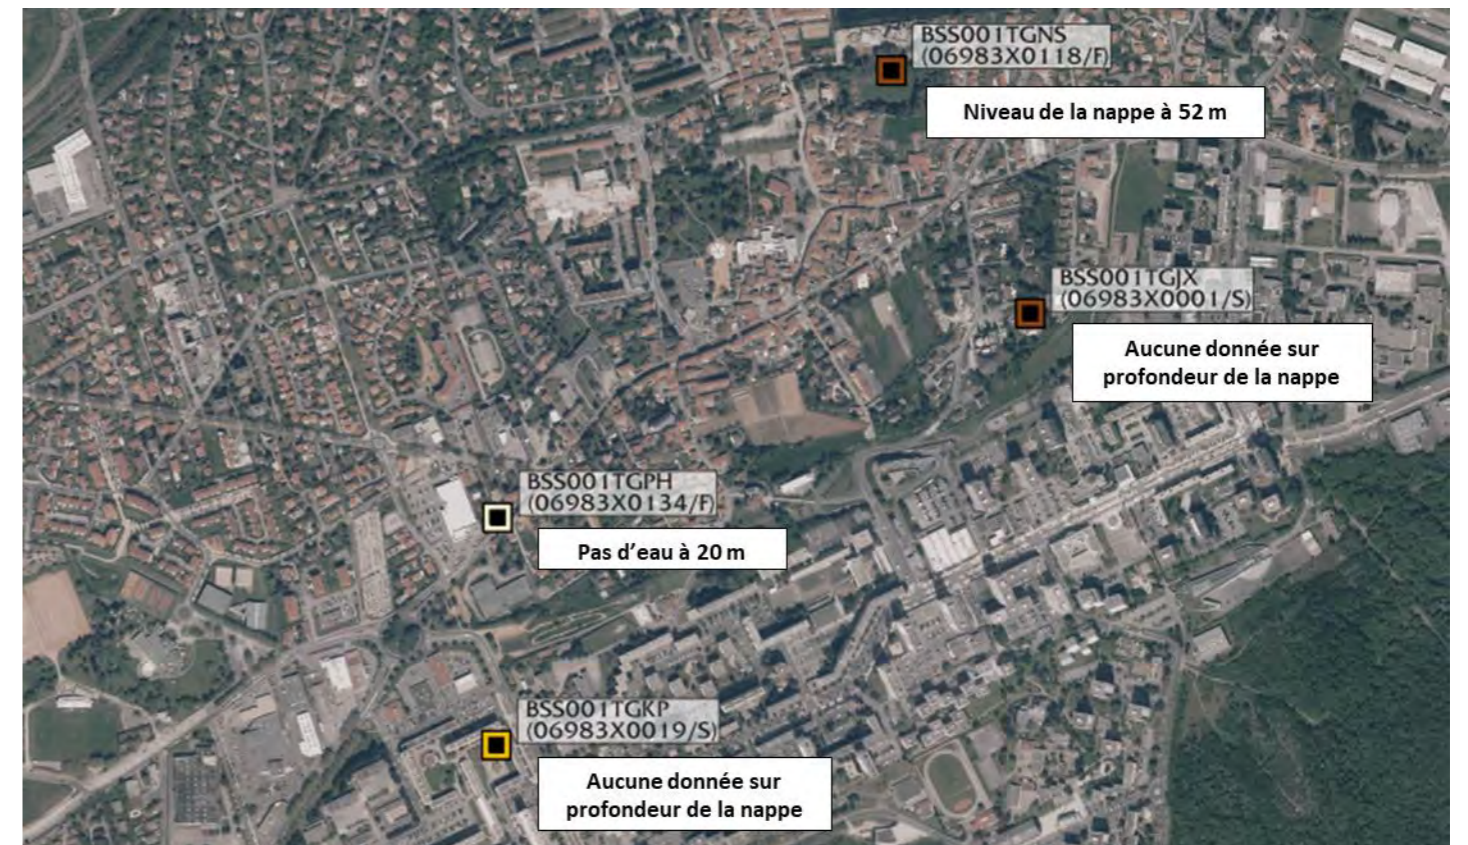 BSS001TGNS
(06983X0118/F)
Niveau de la nappe à 52 m
BSS001TGJX
(06983X0001/S)
Aucune donnée sur
profondeur de la nappe
BSS001TGPH
(06983X0134/F)
Pas d’eau à 20 m
BSS001TGKP
(06983X0019/S)
Aucune donnée sur
profondeur de la nappe